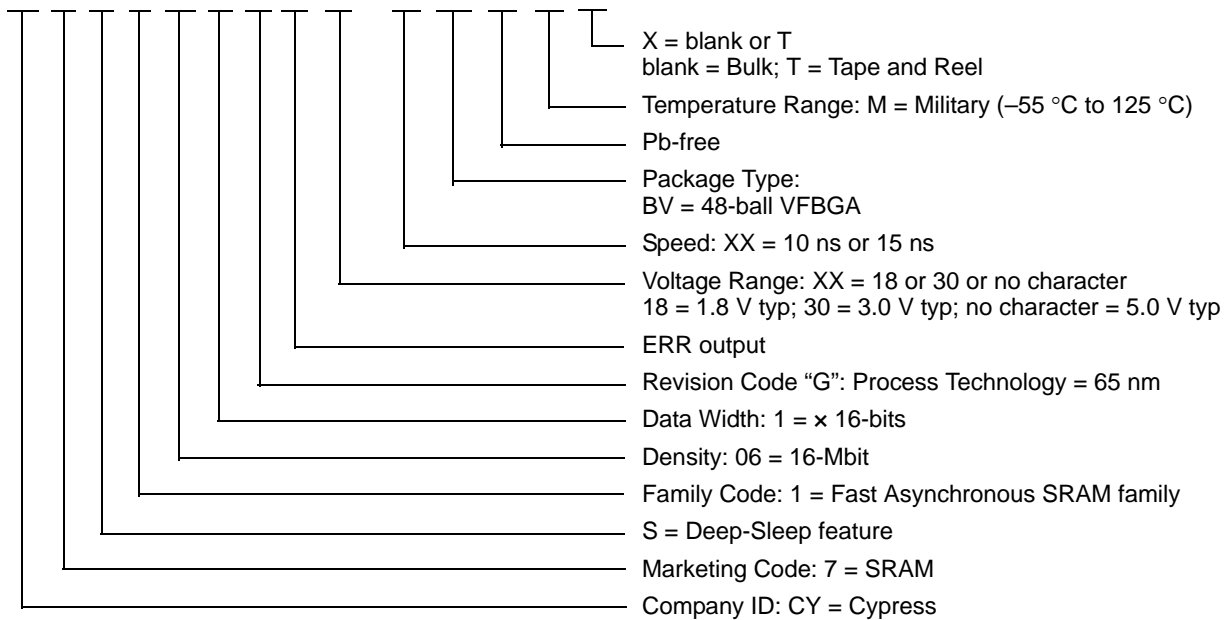 X = blank or T
blank = Bulk; T = Tape and Reel
Temperature Range: M = Military (–55 °C to 125 °C)
Pb-free
Package Type:
BV = 48-ball VFBGA
Speed: XX = 10 ns or 15 ns
Voltage Range: XX = 18 or 30 or no character
18 = 1.8 V typ; 30 = 3.0 V typ; no character = 5.0 V typ
ERR output
Revision Code “G”: Process Technology = 65 nm
Data Width: 1 = × 16-bits
Density: 06 = 16-Mbit
Family Code: 1 = Fast Asynchronous SRAM family
S = Deep-Sleep feature
Marketing Code: 7 = SRAM
Company ID: CY = Cypress